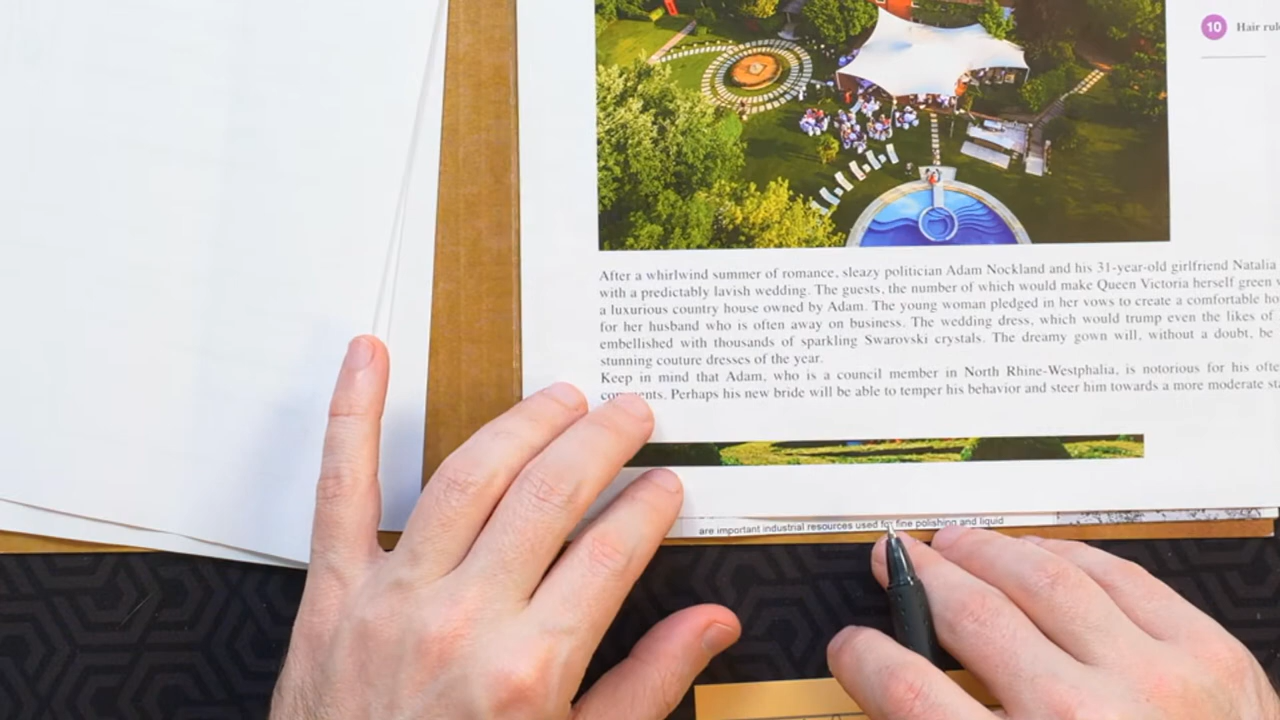 10 Hair
After a whirlwind summer of romance, sleazy politician Adam Nockland and his 31-year-old girlfriend Natalia
with a predictably lavish wedding. The guests, the number of which would make Queen Victoria herself green
a luxurious country house owned by Adam. The young woman pledged in her vows to create a comfortable
for her husband who is often away on business. The wedding dress, which would trump even the likes of
embellished with thousands of sparkling Swarovski crystals. The dreamy gown will, without a doubt, be
stunning couture dresses of the year.
Keep in mind that Adam, who is a council member in North Rhine-Westphalia, is notorious for his
Perhaps his new bride will be able to temper his behavior and steer him towards a more moderate
are important industrial resources used for fine polishing and liquid